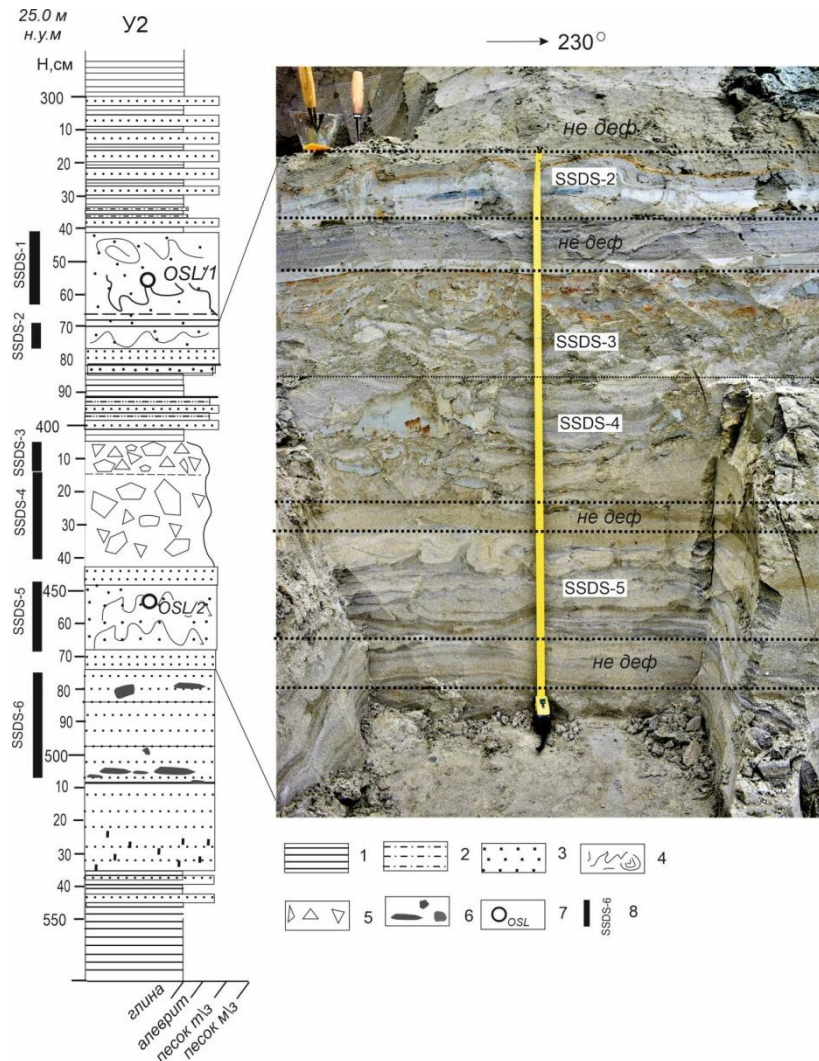 25.0 м
н.у.м
У2
230°
Н,см
300
10
20
30
40
50
60
70
80
90
400
10
20
30
40
450
60
70
80
90
500
10
20
30
40
550
SSDS-1
SSDS-2
SSDS-3
SSDS-4
SSDS-5
SSDS-6
OSL/1
OSL/2
глина
алеврит
песок т\з
песок м\з
не деф
SSDS-2
не деф
SSDS-3
SSDS-4
не деф
SSDS-5
не деф
1
2
3
4
5
6
OSL
7
SSDS-6
8